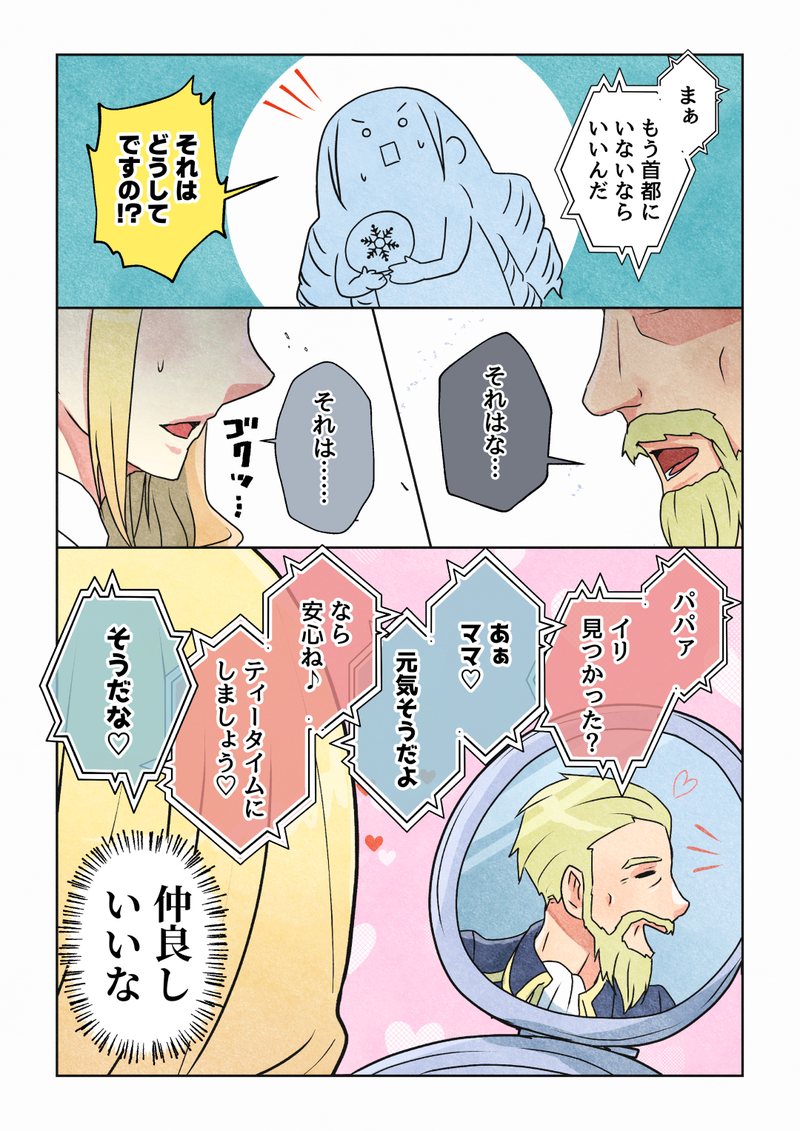 まぁ
もう首都に
いないなら
いいんだ
それは
どうして
ですの!?
それはな…
それは……
ゴクッ…
パパァ
イリ
見つかった?
あぁ
ママ♡
元気そうだよ
なら
安心ね♪
ティータイムに
しましょう♡
そうだな♡
仲良し
いいな